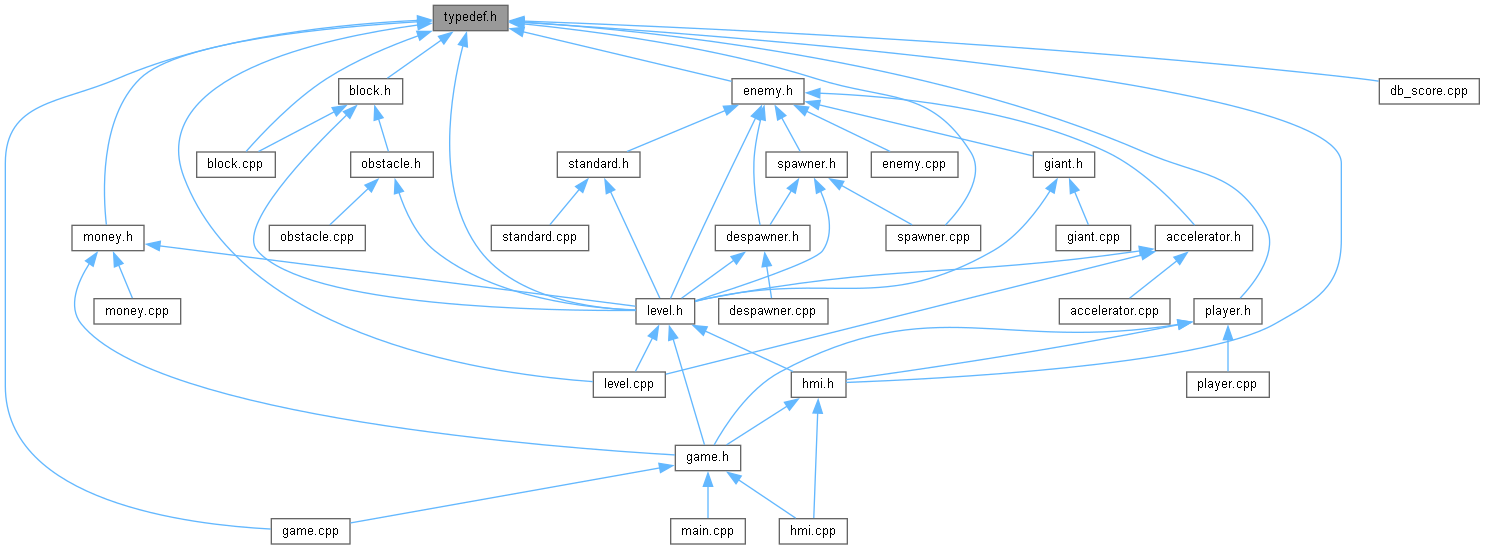 typedef.h
block.h
enemy.h
db_score.cpp
block.cpp
obstacle.h
standard.h
spawner.h
enemy.cpp
giant.h
money.h
obstacle.cpp
standard.cpp
despawner.h
spawner.cpp
giant.cpp
accelerator.h
money.cpp
level.h
despawner.cpp
accelerator.cpp
player.h
level.cpp
hmi.h
player.cpp
game.h
game.cpp
main.cpp
hmi.cpp